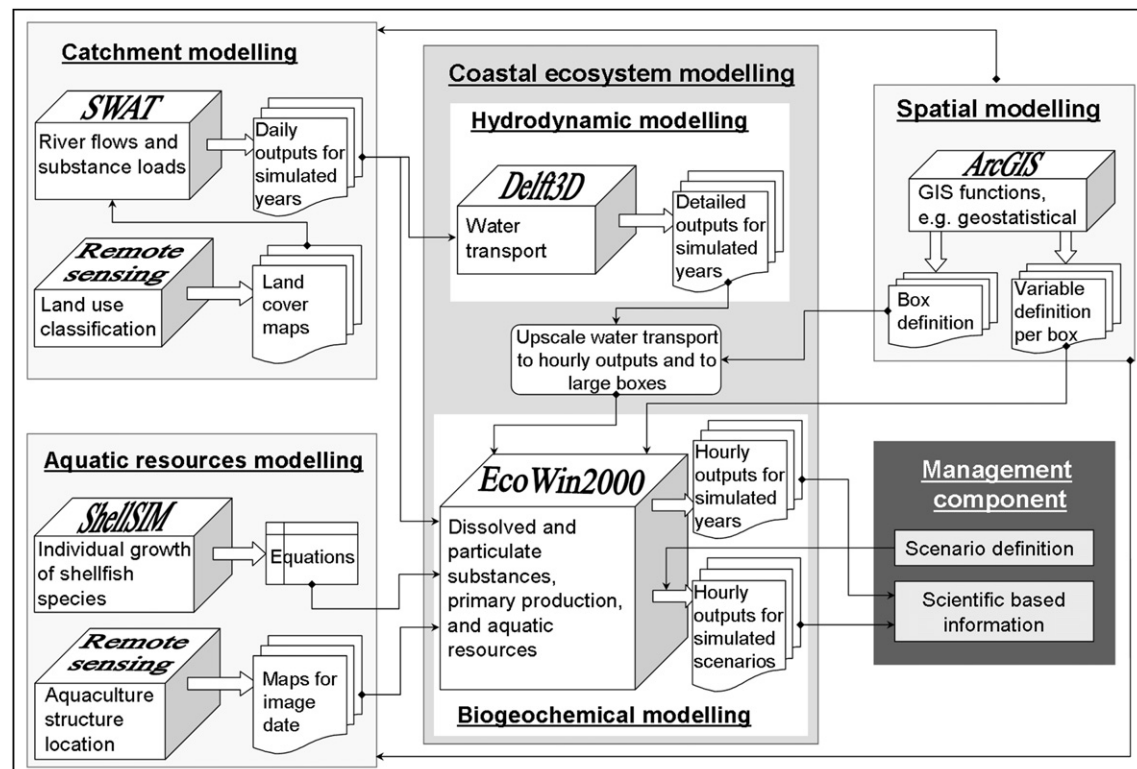 Catchment modelling
SWAT
River flows and
substance loads
Daily
outputs for
simulated
years
Remote
sensing
Land use
classification
Land
cover
maps
Aquatic resources modelling
ShellSIM
Individual growth
of shellfish
species
Equations
Remote
sensing
Aquaculture
structure
location
Maps for
image
date
Coastal ecosystem modelling
Hydrodynamic modelling
Delft3D
Water
transport
Detailed
outputs for
simulated
years
Upscale water transport
to hourly outputs and to
large boxes
EcoWin2000
Dissolved and
particulate
substances,
primary production,
and aquatic
resources
Hourly
outputs for
simulated
years
Hourly
outputs for
simulated
scenarios
Biogeochemical modelling
Spatial modelling
ArcGIS
GIS functions,
e.g. geostatistical
Box
definition
Variable
definition
per box
Management
component
Scenario definition
Scientific based
information